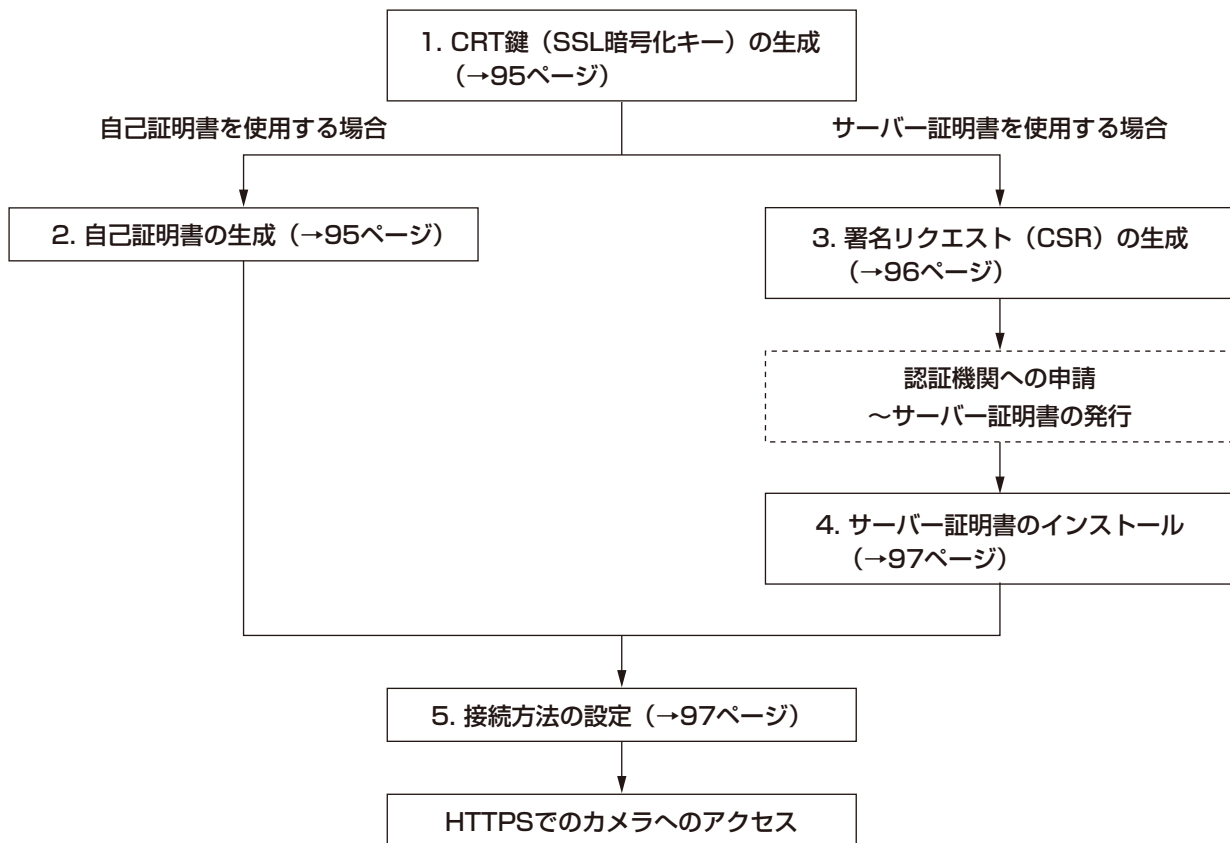 1. CRT鍵（SSL暗号化キー）の生成
（→95ページ）
自己証明書を使用する場合
サーバー証明書を使用する場合
2. 自己証明書の生成（→95ページ）
3. 署名リクエスト（CSR）の生成
（→96ページ）
認証機関への申請
～サーバー証明書の発行
4. サーバー証明書のインストール
（→97ページ）
5. 接続方法の設定（→97ページ）
HTTPSでのカメラへのアクセス